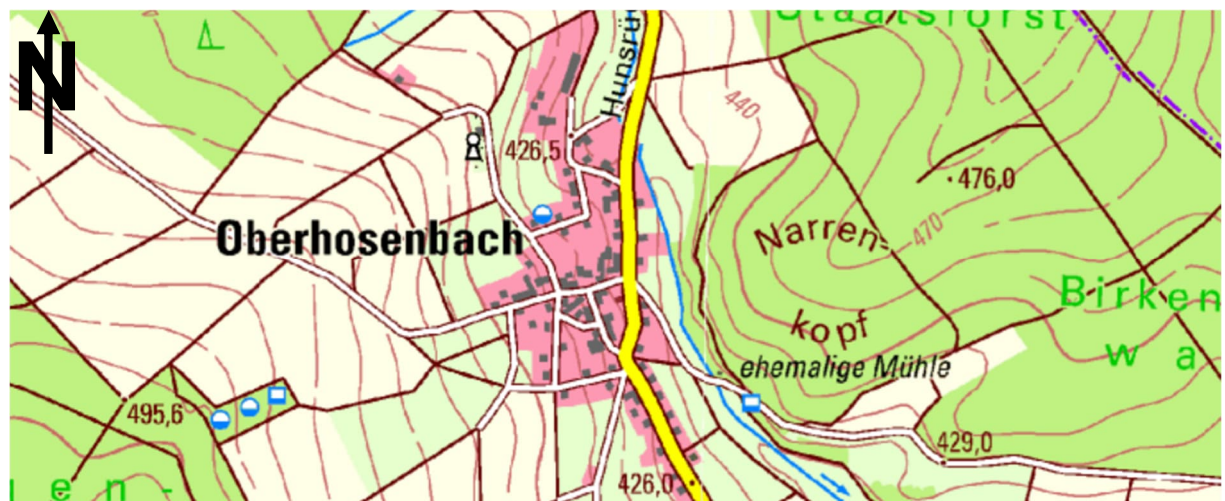 N
Staatsforst
Hunsrü
440
426,5
476,0
Oberhosenbach
Narren-
470
kopf
Birken
w a
ehemalige Mühle
495,6
429,0
426,0
e n -